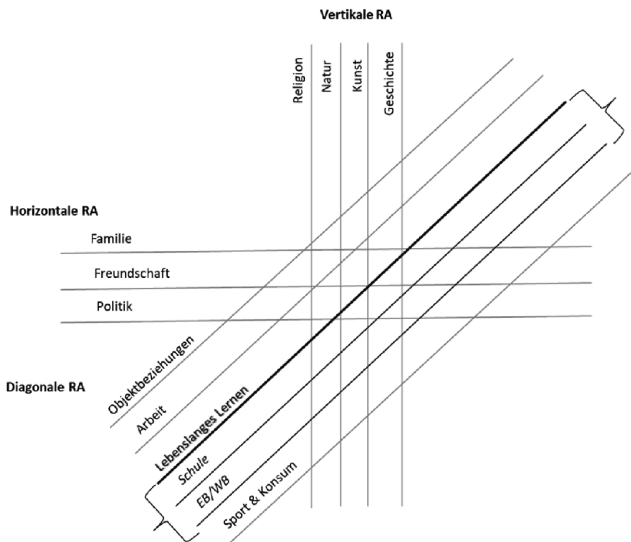 Vertikale RA
Religion
Natur
Kunst
Geschichte
Horizontale RA
Familie
Freundschaft
Politik
Diagonale RA
Objektbeziehungen
Arbeit
Lebenslanges Lernen
Schule
EB/WB
Sport & Konsum